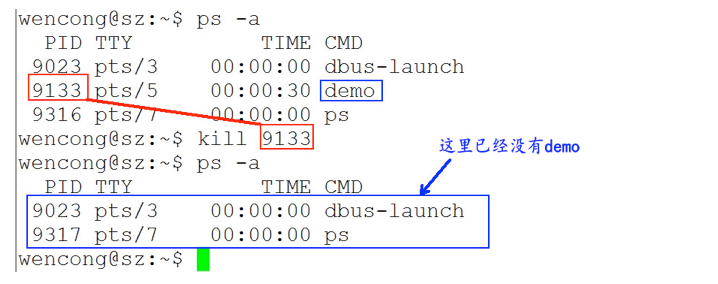 wencong@sz:~$ ps -a
PID TTY TIME CMD
9023 pts/3 00:00:00 dbus-launch
9133 pts/5 00:00:30 demo
9316 pts/7 00:00:00 ps
wencong@sz:~$ kill 9133
wencong@sz:~$ ps -a
这里已经没有demo
PID TTY TIME CMD
9023 pts/3 00:00:00 dbus-launch
9317 pts/7 00:00:00 ps
wencong@sz:~$